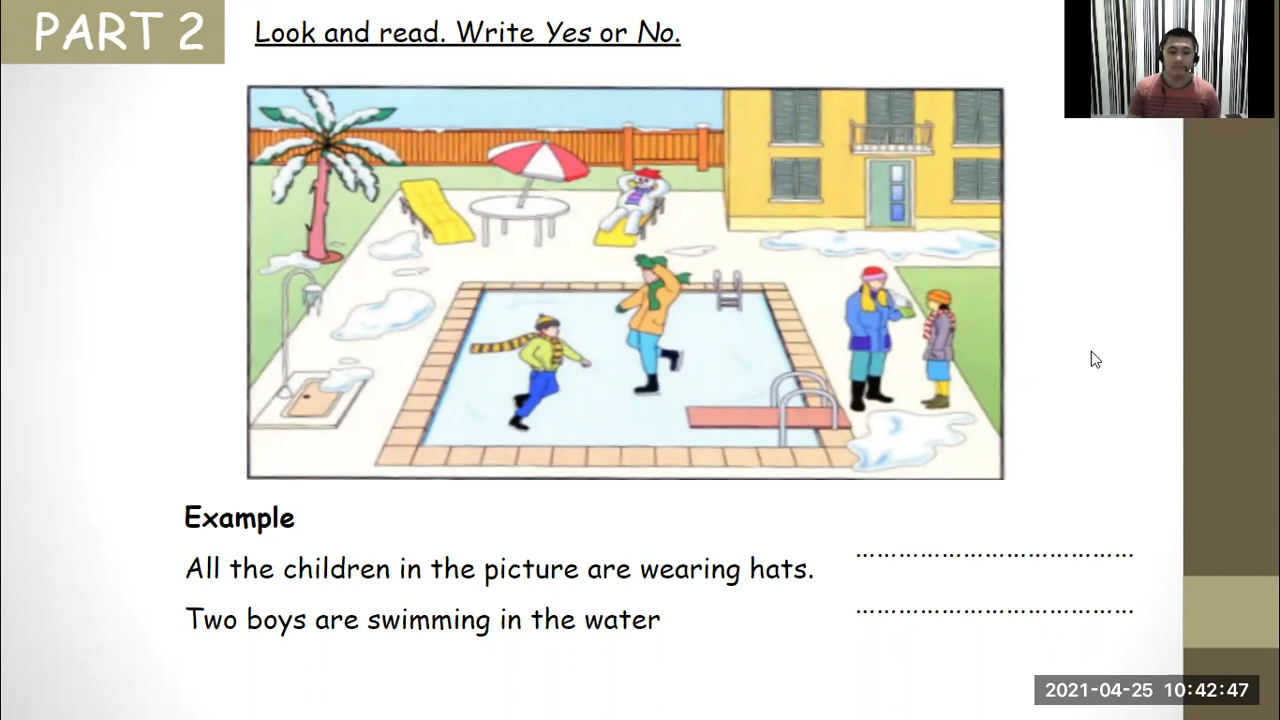 PART 2
Look and read. Write Yes or No.
Example
All the children in the picture are wearing hats. ……………………………………
Two boys are swimming in the water ……………………………………
2021-04-25 10:42:47